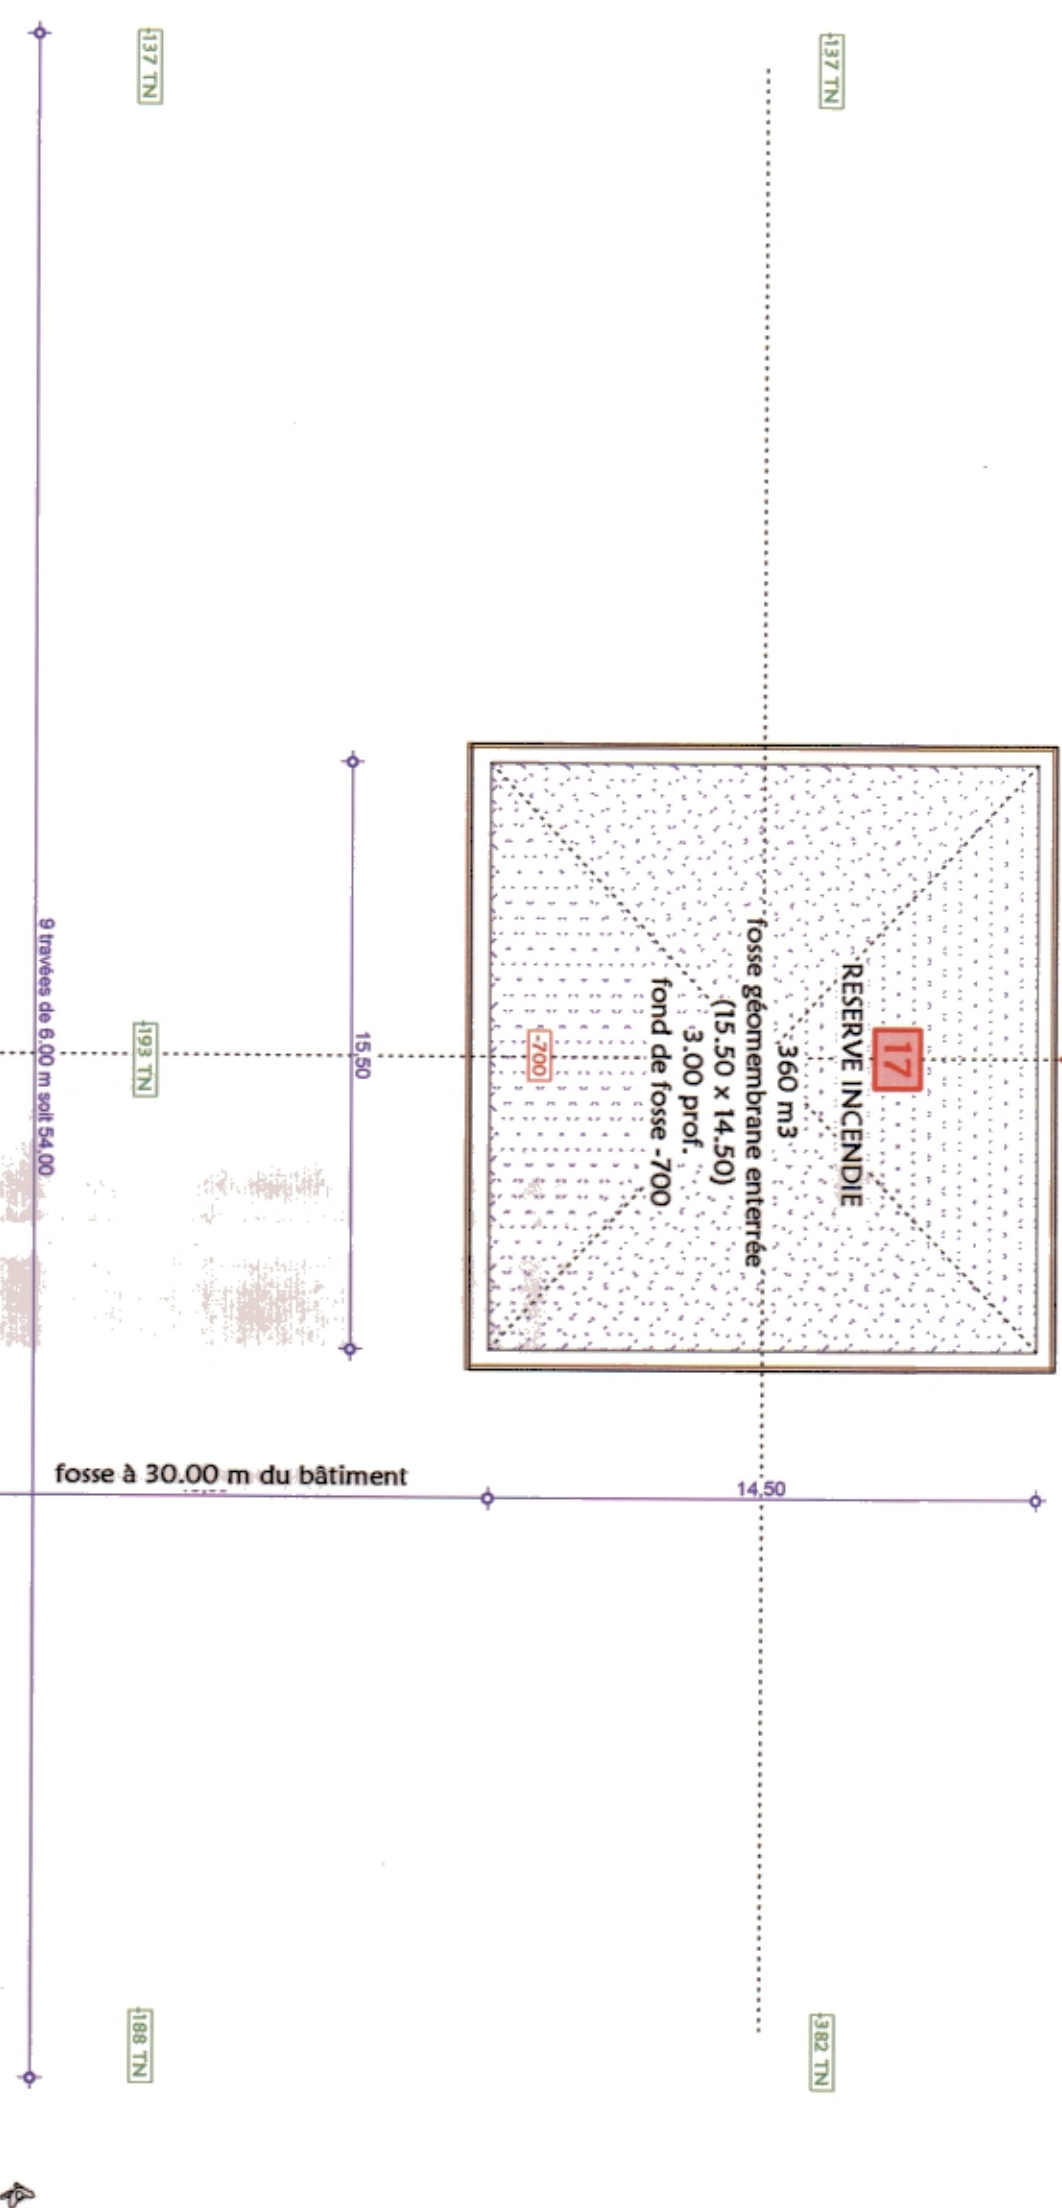 -137 TN
-137 TN
17
RESERVE INCENDIE
360 m3
fosse géomembrane enterrée
(15.50 x 14.50)
3.00 prof.
fond de fosse -700
-700
15,50
-193 TN
9 travées de 6.00 m soit 54,00
fosse à 30.00 m du bâtiment
14,50
-188 TN
-382 TN